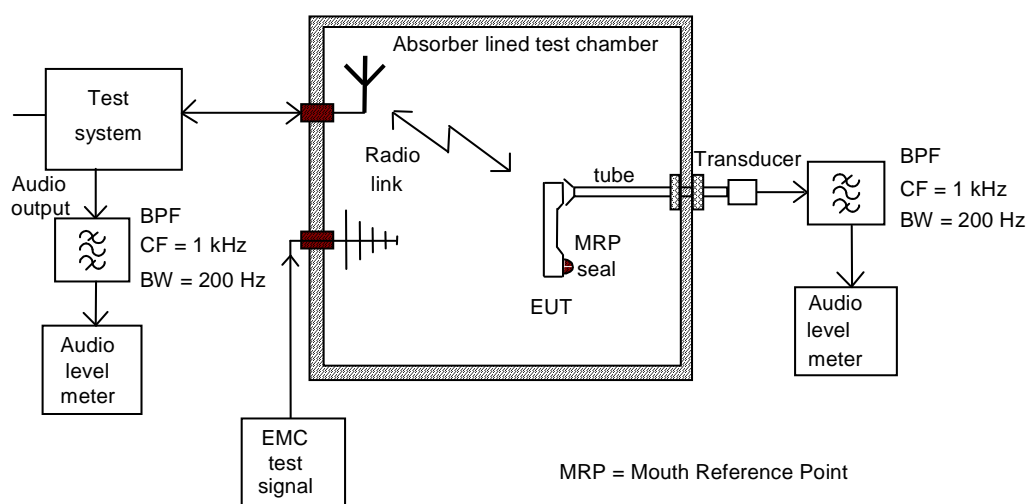 Absorber lined test chamber
Test
system
Radio
link
Audio
output
BPF
CF = 1 kHz
BW = 200 Hz
Audio
level
meter
EMC
test
signal
tube
MRP
seal
EUT
Transducer
BPF
CF = 1 kHz
BW = 200 Hz
Audio
level
meter
MRP = Mouth Reference Point